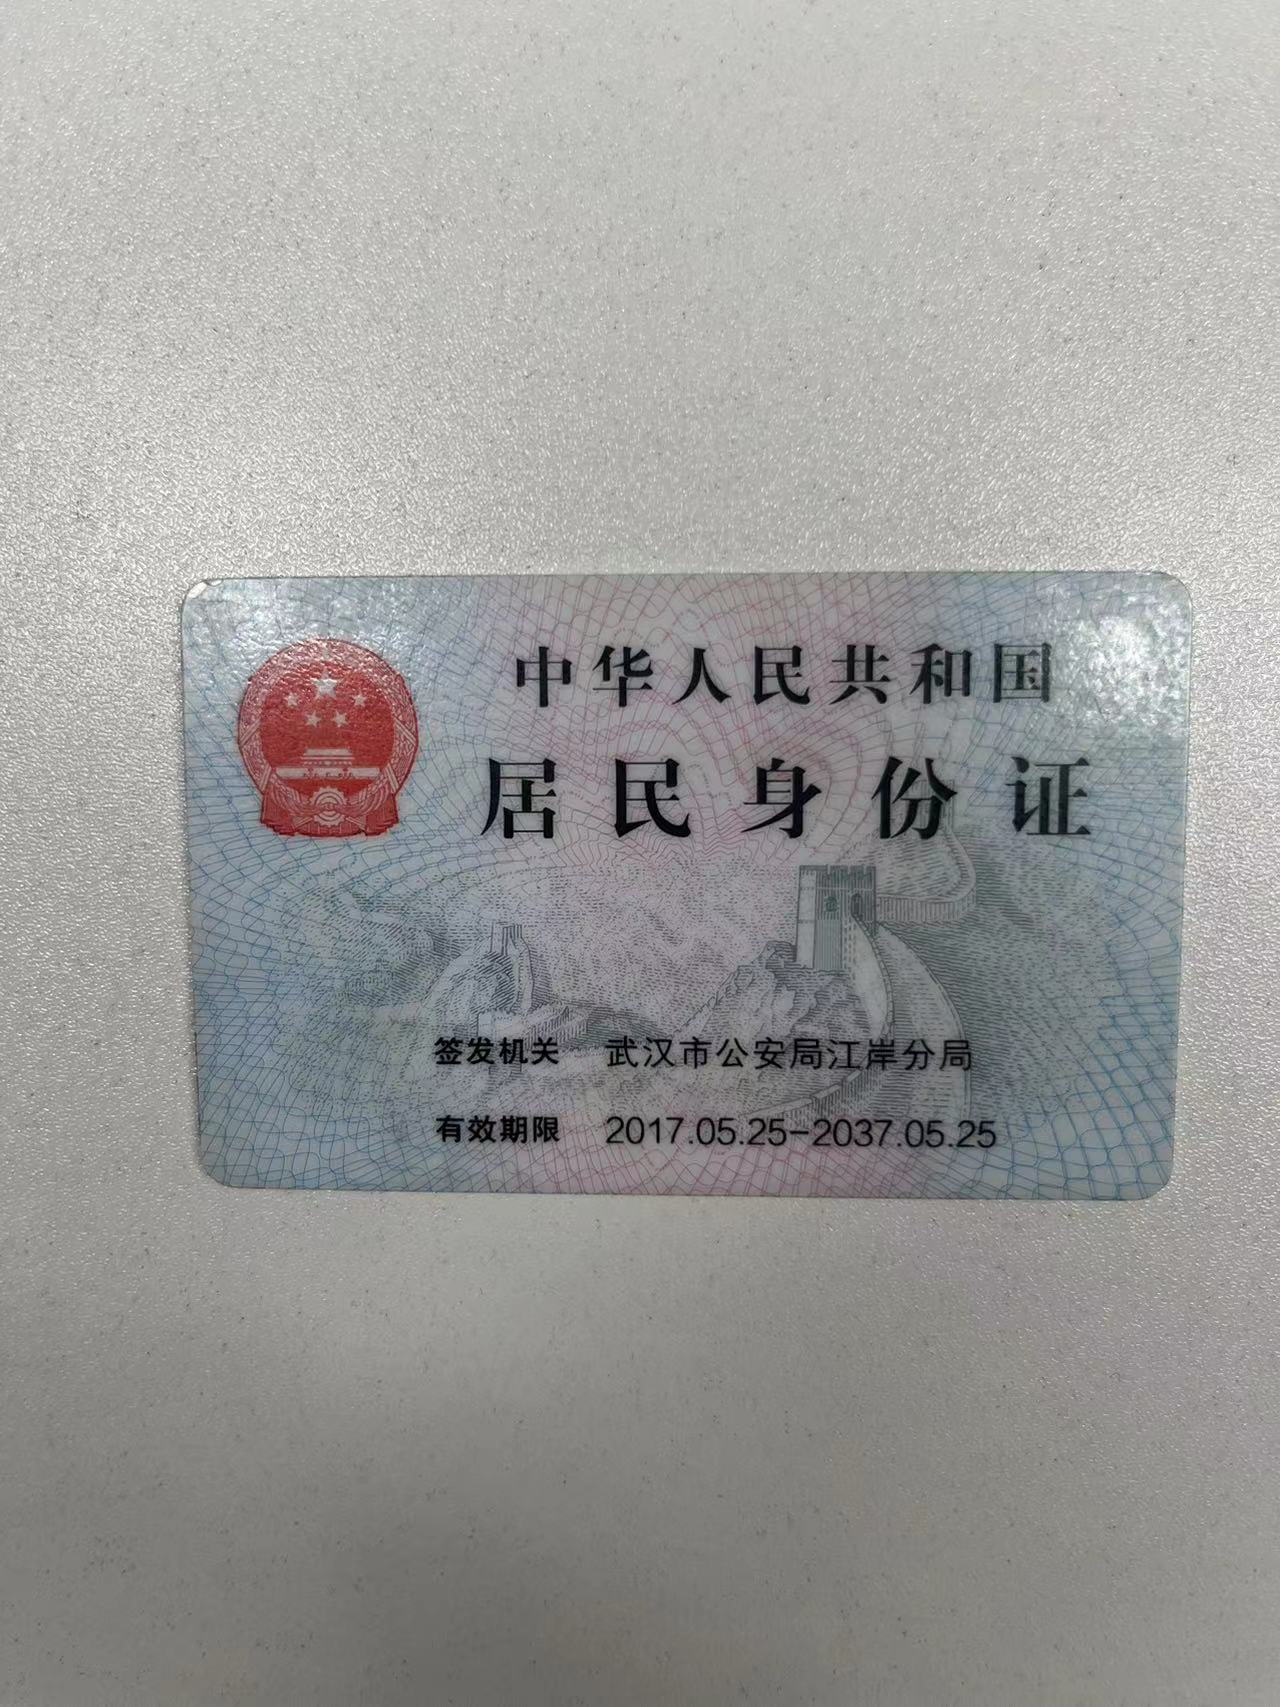 中华人民共和国
居民身份证
签发机关 武汉市公安局江岸分局
有效期限 2017.05.25-2037.05.25